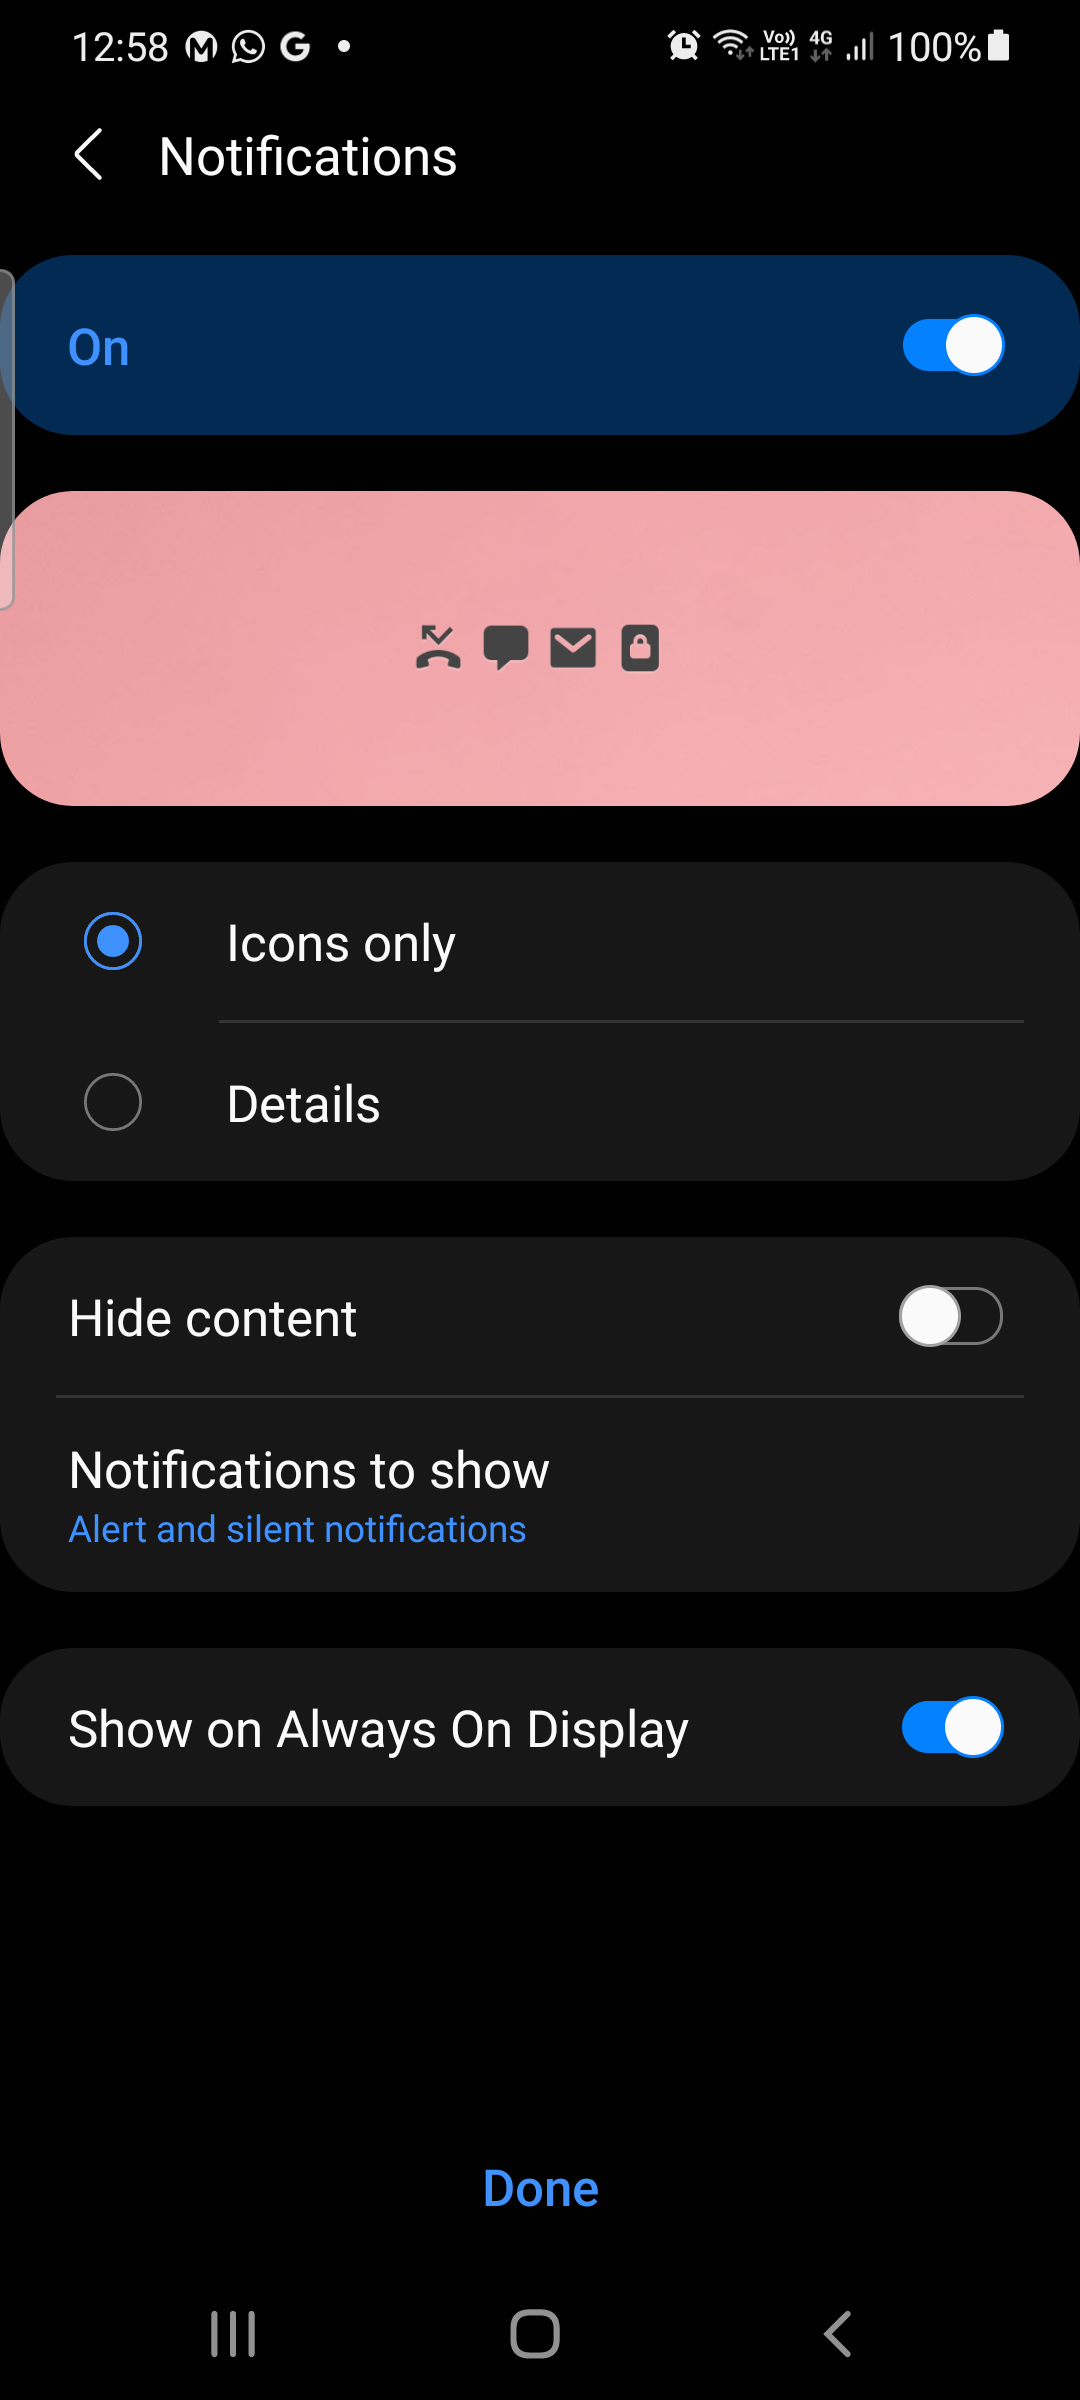 12:58 Vo)) LTE1 4G 100%
Notifications
On
Icons only
Details
Hide content
Notifications to show
Alert and silent notifications
Show on Always On Display
Done